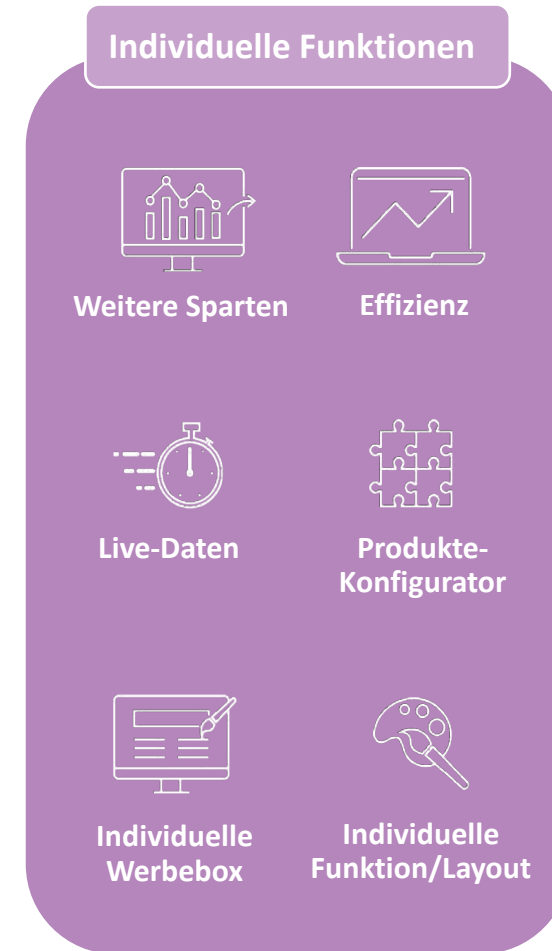 Individuelle Funktionen
Weitere Sparten
Effizienz
Live-Daten
Produkte-
Konfigurator
Individuelle
Werbebox
Individuelle
Funktion/Layout